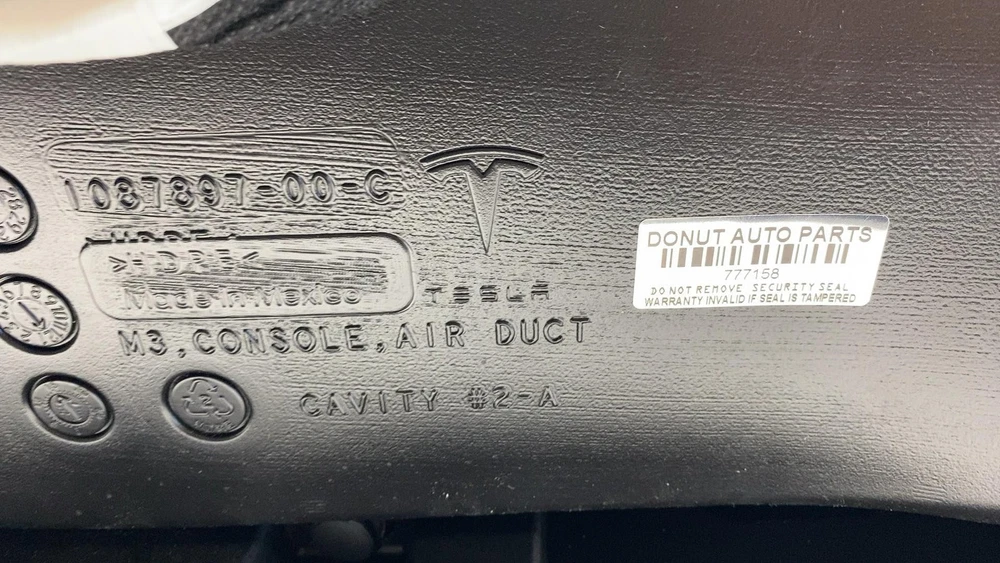 1087897-00-C
>HDPE<
Made in Mexico
TESLA
M3,CONSOLE,AIR DUCT
CAVITY #2-A
2
DONUT AUTO PARTS
777158
DO NOT REMOVE SECURITY SEAL
WARRANTY INVALID IF SEAL IS TAMPERED